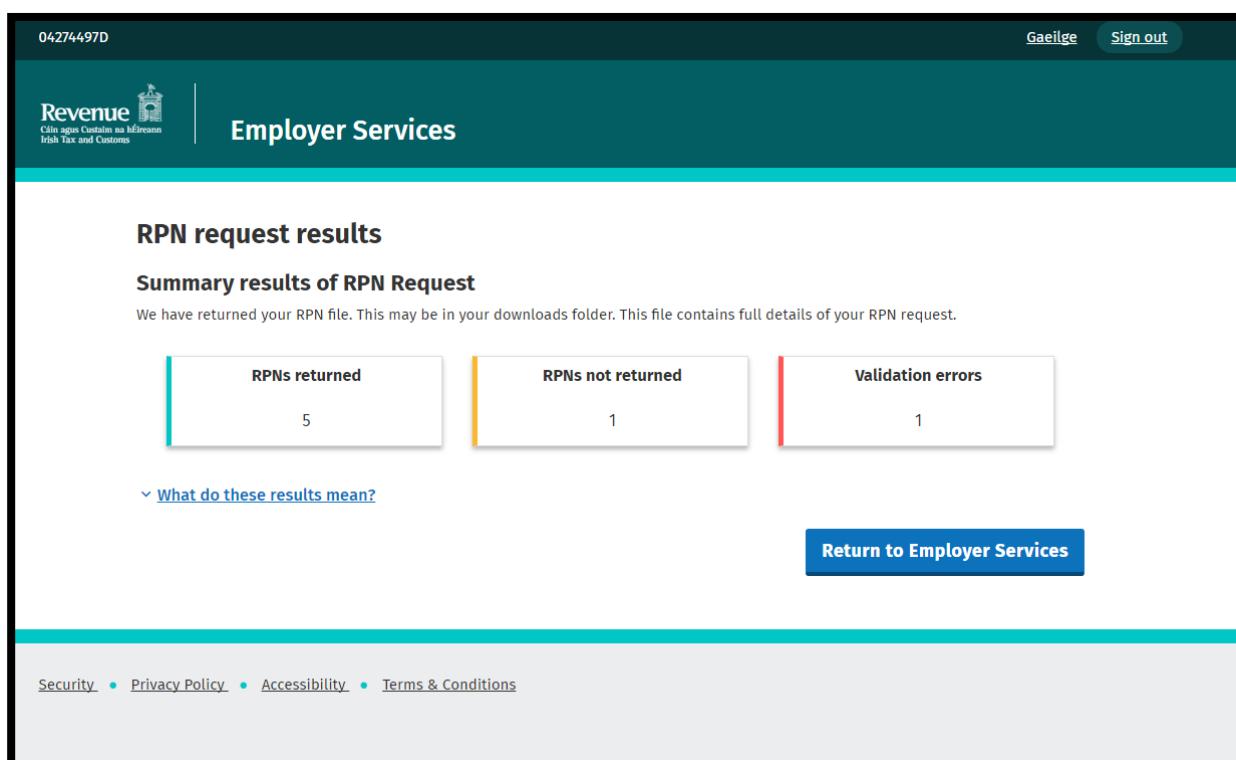 04274497D
Gaeilge
Sign out
Revenue
Cáin agus Custaim na hÉireann
Irish Tax and Customs
Employer Services
RPN request results
Summary results of RPN Request
We have returned your RPN file. This may be in your downloads folder. This file contains full details of your RPN request.
RPNs returned
5
RPNs not returned
1
Validation errors
1
What do these results mean?
Return to Employer Services
Security • Privacy Policy • Accessibility • Terms & Conditions